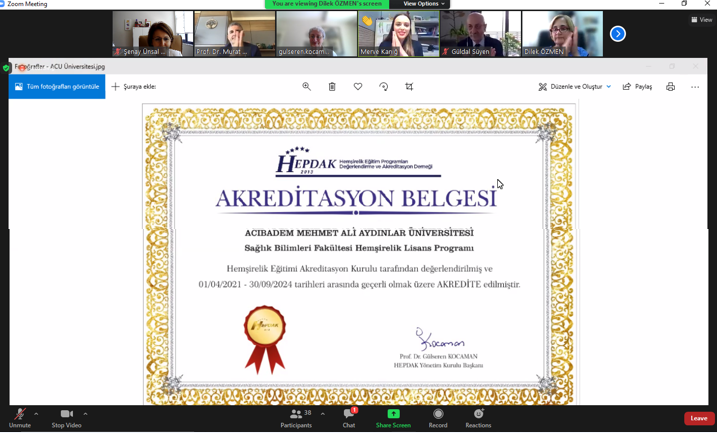 Zoom Meeting
You are viewing Dilek ÖZMEN's screen
View Options
Şenay Ünsal ...
Prof. Dr. Murat ...
gulseren.kocam...
Merve Karığ
Güldal Süyen
Dilek ÖZMEN
View
Fotoğraflar - ACU Üniversitesi.jpg
Tüm fotoğrafları görüntüle
Şuraya ekle:
Düzenle ve Oluştur
Paylaş
HEPDAK
2013
Hemşirelik Eğitim Programları
Değerlendirme ve Akreditasyon Derneği
AKREDİTASYON BELGESİ
ACIBADEM MEHMET ALİ AYDINLAR ÜNİVERSİTESİ
Sağlık Bilimleri Fakültesi Hemşirelik Lisans Programı
Hemşirelik Eğitimi Akreditasyon Kurulu tarafından değerlendirilmiş ve
01/04/2021 - 30/09/2024 tarihleri arasında geçerli olmak üzere AKREDİTE edilmiştir.
HEPDAK
Kocaman
Prof. Dr. Gülseren KOCAMAN
HEPDAK Yönetim Kurulu Başkanı
Unmute
Stop Video
Participants
38
Chat
1
Share Screen
Record
Reactions
Leave